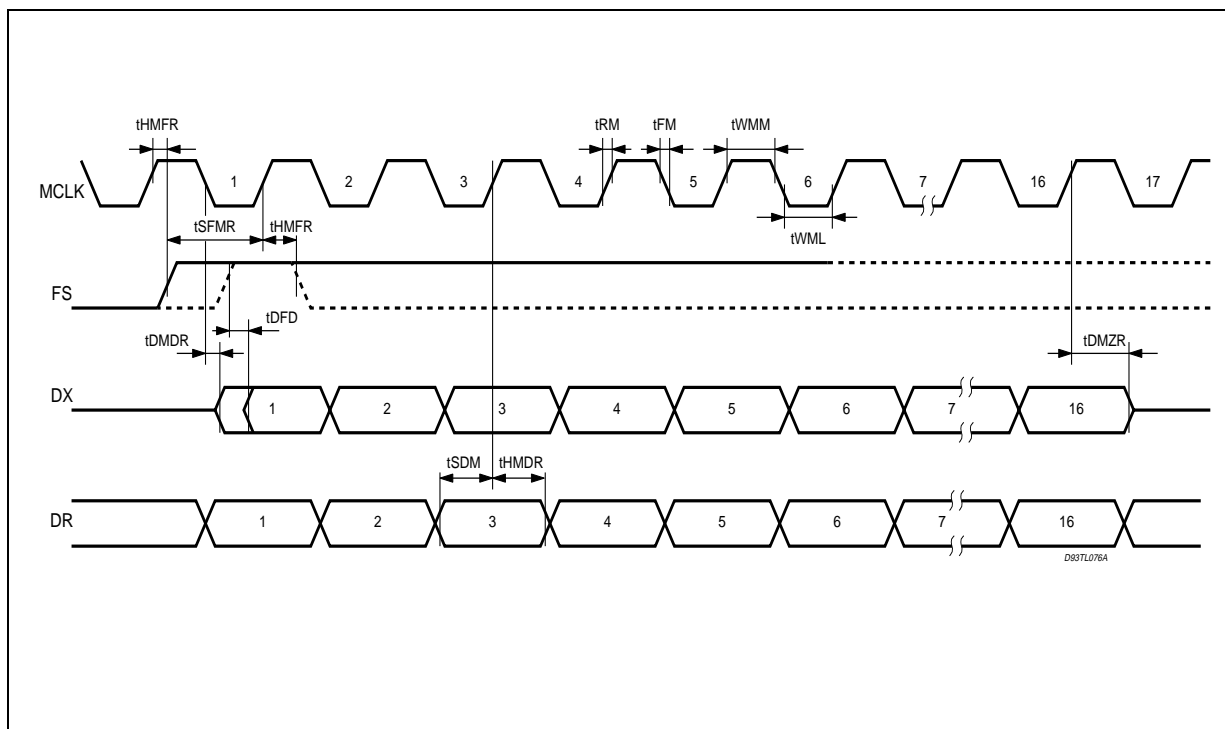 tHMFR tRM tFM tWMM
MCLK 1 2 3 4 5 6 7 16 17
tSFMR tHMFR tWML
FS
tDFD
tDMDR tDMZR
DX 1 2 3 4 5 6 7 16
tSDM tHMDR
DR 1 2 3 4 5 6 7 16
D93TL076A